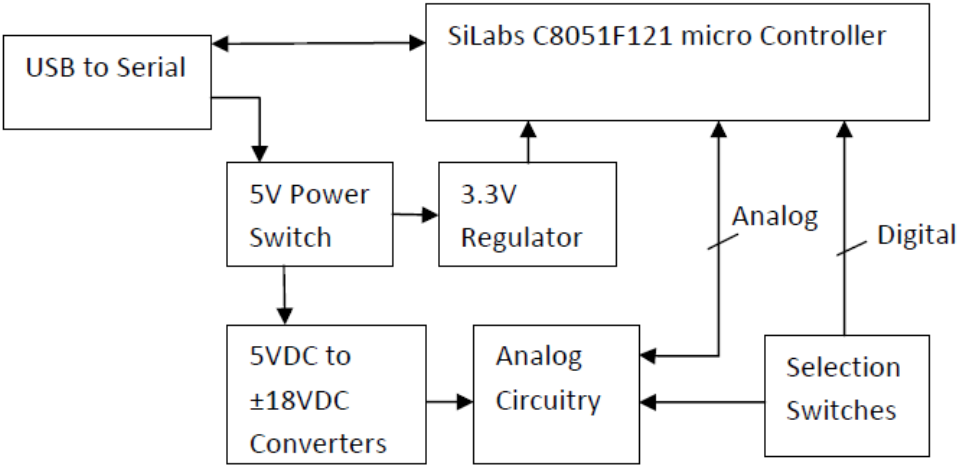 SiLabs C8051F121 micro Controller
USB to Serial
5V Power
Switch
3.3V
Regulator
Analog
Digital
5VDC to
±18VDC
Converters
Analog
Circuitry
Selection
Switches